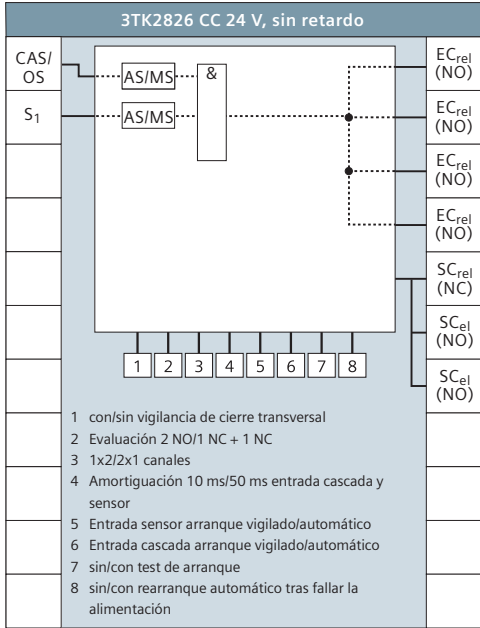 3TK2826 CC 24 V, sin retardo
CAS/
OS
AS/MS
&
ECrel
(NO)
S1
AS/MS
ECrel
(NO)
ECrel
(NO)
ECrel
(NO)
SCrel
(NC)
SCel
(NO)
SCel
(NO)
1 2 3 4 5 6 7 8
1 con/sin vigilancia de cierre transversal
2 Evaluación 2 NO/1 NC + 1 NC
3 1x2/2x1 canales
4 Amortiguación 10 ms/50 ms entrada cascada y
sensor
5 Entrada sensor arranque vigilado/automático
6 Entrada cascada arranque vigilado/automático
7 sin/con test de arranque
8 sin/con rearranque automático tras fallar la
alimentación